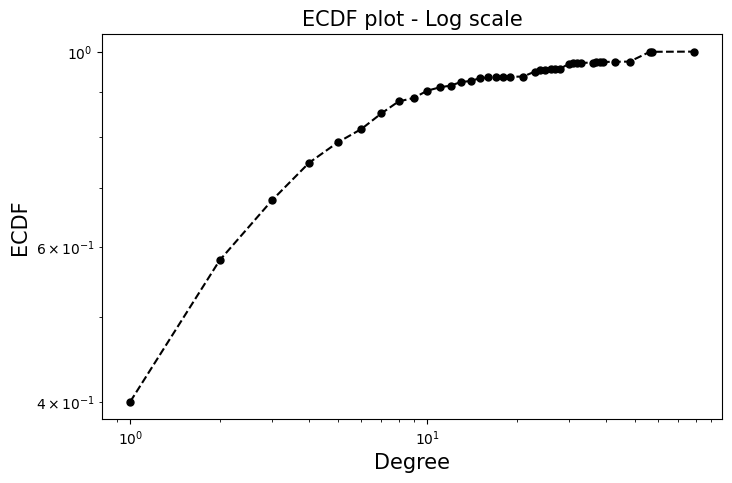 ECDF plot - Log scale
10⁰
6 × 10⁻¹
4 × 10⁻¹
ECDF
10⁰ 10¹
Degree